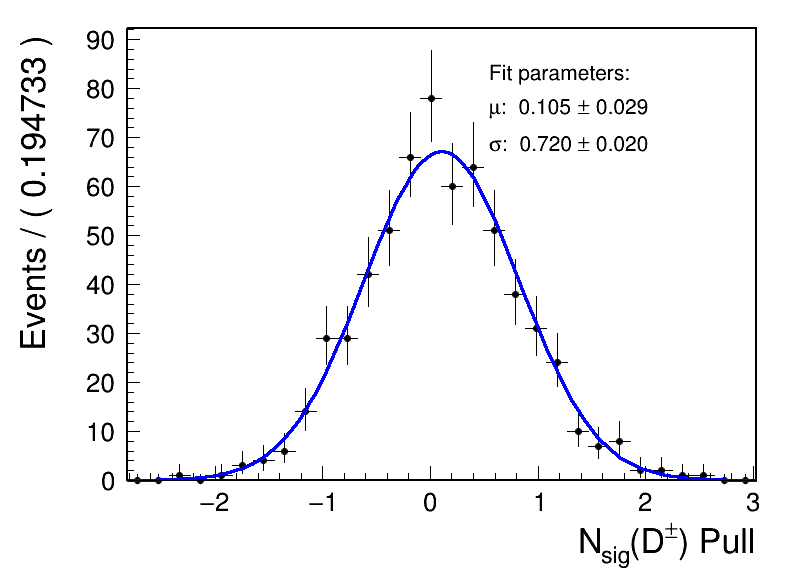 Events / ( 0.194733 )
90
80
70
60
50
40
30
20
10
0
Fit parameters:
μ: 0.105 ± 0.029
σ: 0.720 ± 0.020
−2 −1 0 1 2 3
N_sig(D^±) Pull